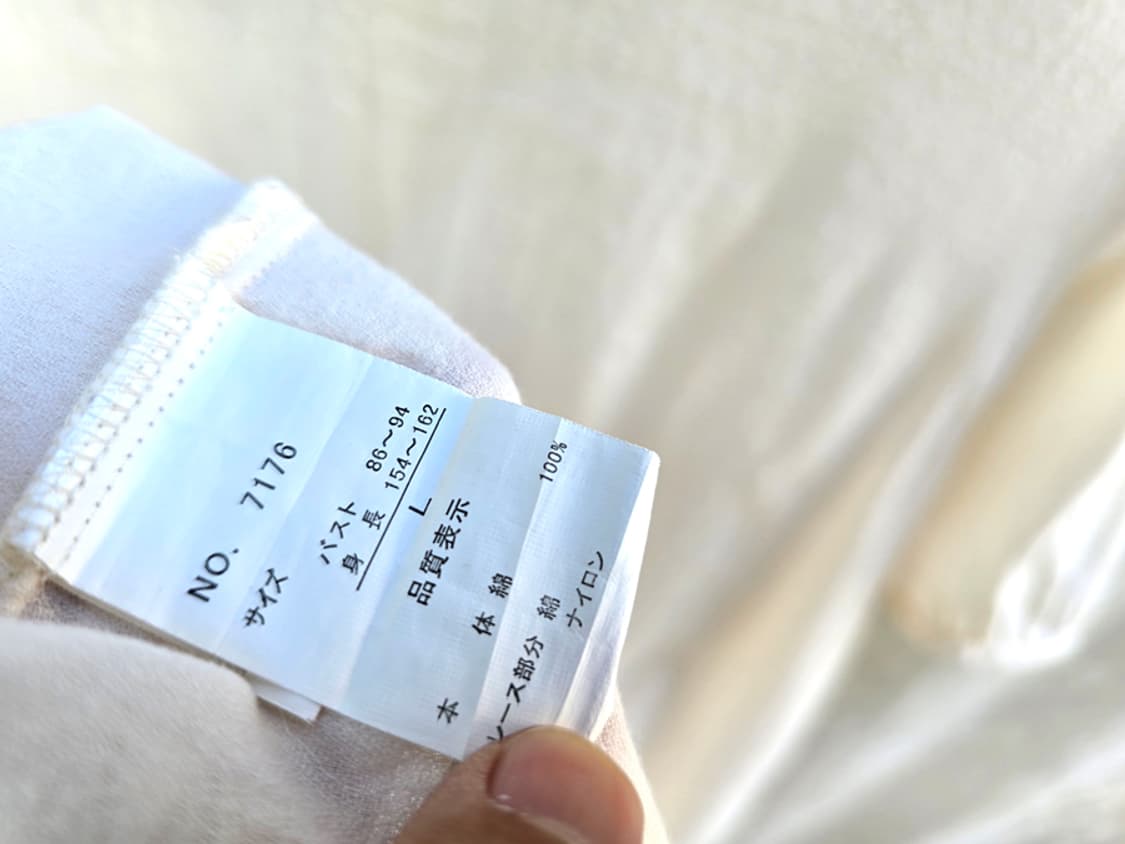 NO. 7176
サイズ
バスト 86～94
身長 154～162
L
品質表示
本体 綿 100%
レース部分 綿
ナイロン